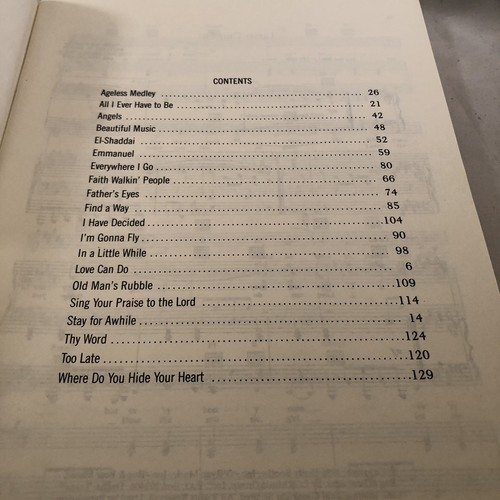 CONTENTS
Ageless Medley ........................................ 26
All I Ever Have to Be ........................................ 21
Angels ........................................ 42
Beautiful Music ........................................ 48
El-Shaddai ........................................ 52
Emmanuel ........................................ 59
Everywhere I Go ........................................ 80
Faith Walkin' People ........................................ 66
Father's Eyes ........................................ 74
Find a Way ........................................ 85
I Have Decided ........................................ 104
I'm Gonna Fly ........................................ 90
In a Little While ........................................ 98
Love Can Do ........................................ 6
Old Man's Rubble ........................................ 109
Sing Your Praise to the Lord ........................................ 114
Stay for Awhile ........................................ 14
Thy Word ........................................ 124
Too Late ........................................ 120
Where Do You Hide Your Heart ........................................ 129